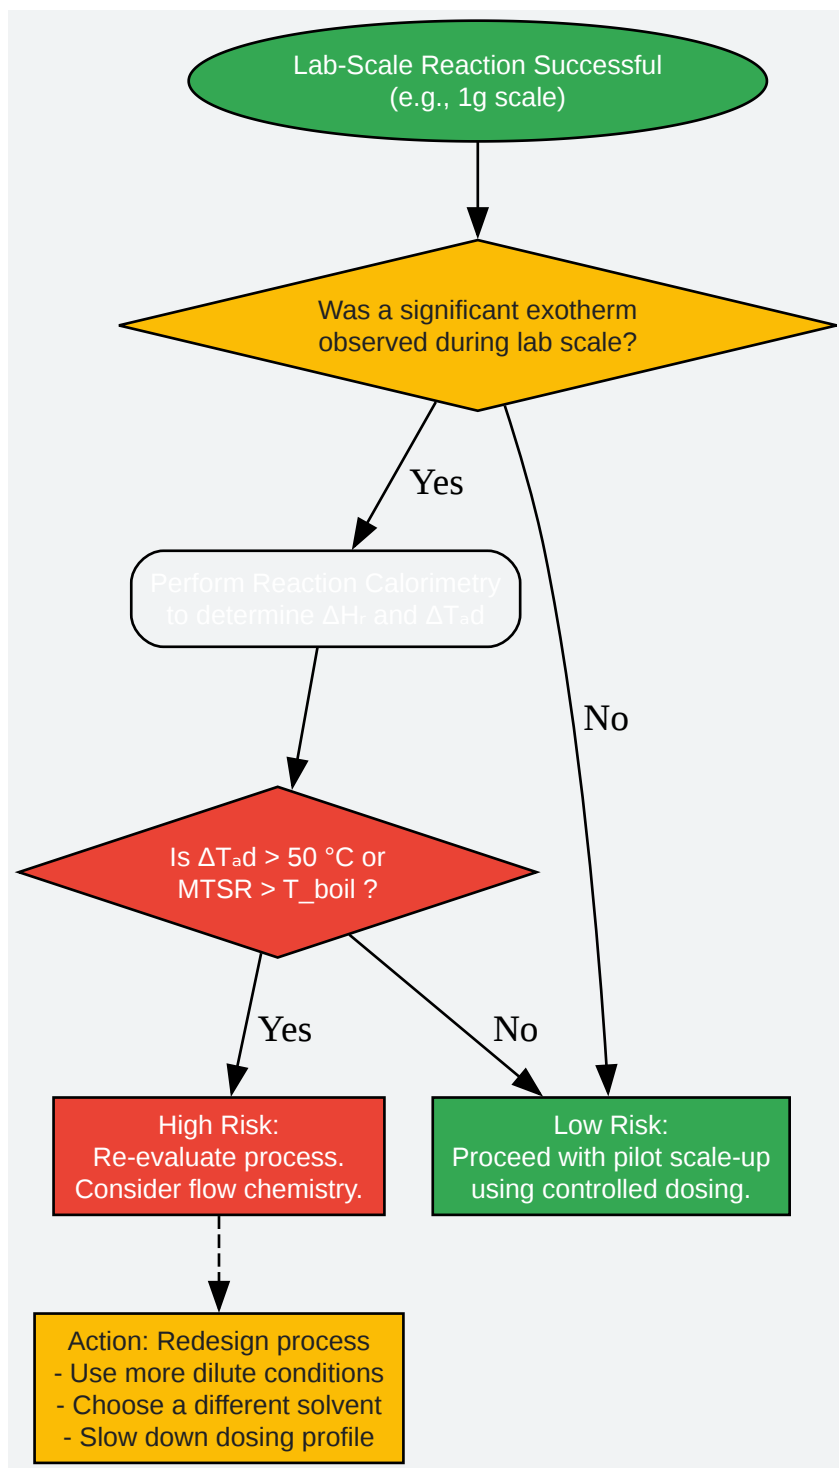 Lab-Scale Reaction Successful
(e.g., 1g scale)
Was a significant exotherm
observed during lab scale?
Yes
Perform Reaction Calorimetry
to determine ΔHᵣ and ΔTₐd
No
Is ΔTₐd > 50 °C or
MTSR > T_boil ?
Yes
No
High Risk:
Re-evaluate process.
Consider flow chemistry.
Low Risk:
Proceed with pilot scale-up
using controlled dosing.
Action: Redesign process
- Use more dilute conditions
- Choose a different solvent
- Slow down dosing profile